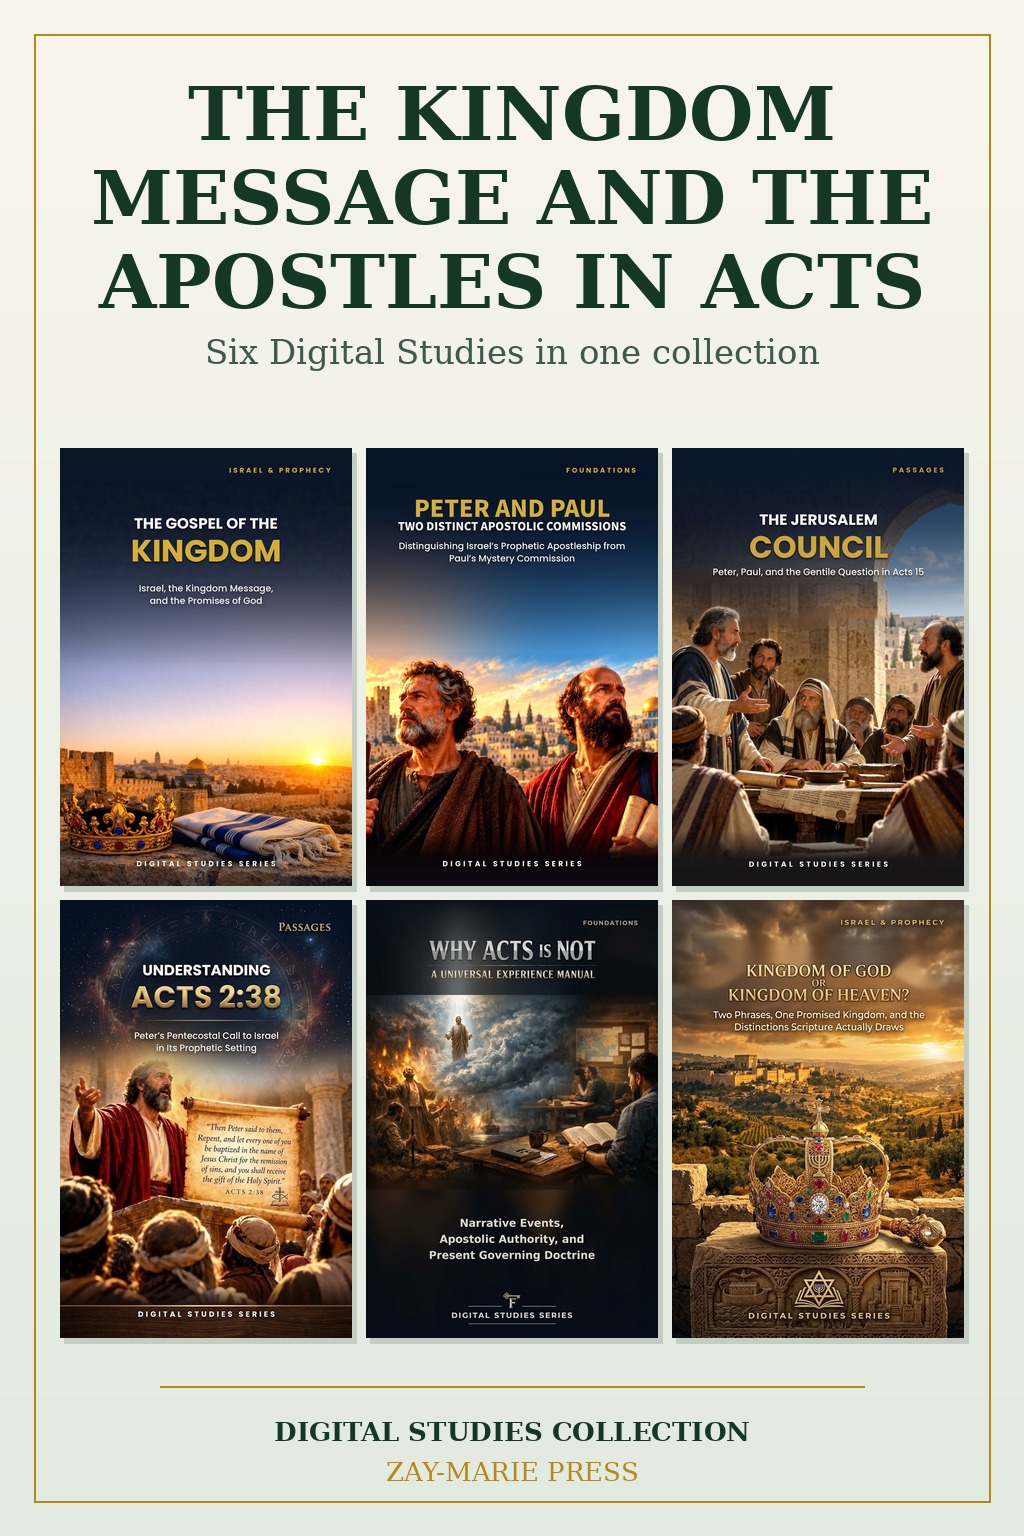 THE KINGDOM
MESSAGE AND THE
APOSTLES IN ACTS
Six Digital Studies in one collection
ISRAEL & PROPHECY
THE GOSPEL OF THE
KINGDOM
Israel, the Kingdom Message,
and the Promises of God
DIGITAL STUDIES SERIES
FOUNDATIONS
PETER AND PAUL
TWO DISTINCT APOSTOLIC COMMISSIONS
Distinguishing Israel's Prophetic Apostleship from
Paul's Mystery Commission
DIGITAL STUDIES SERIES
PASSAGES
THE JERUSALEM
COUNCIL
Peter, Paul, and the Gentile Question in Acts 15
DIGITAL STUDIES SERIES
PASSAGES
UNDERSTANDING
ACTS 2:38
Peter's Pentecostal Call to Israel
in Its Prophetic Setting
"Then Peter said to them,
Repent, and let every one of you
be baptized in the name of
Jesus Christ for the remission
of sins, and you shall receive
the gift of the Holy Spirit."
ACTS 2:38
DIGITAL STUDIES SERIES
FOUNDATIONS
WHY ACTS IS NOT
A UNIVERSAL EXPERIENCE MANUAL
Narrative Events,
Apostolic Authority, and
Present Governing Doctrine
F
DIGITAL STUDIES SERIES
ISRAEL & PROPHECY
KINGDOM OF GOD
OR
KINGDOM OF HEAVEN?
Two Phrases, One Promised Kingdom, and the
Distinctions Scripture Actually Draws
DIGITAL STUDIES SERIES
DIGITAL STUDIES COLLECTION
ZAY-MARIE PRESS